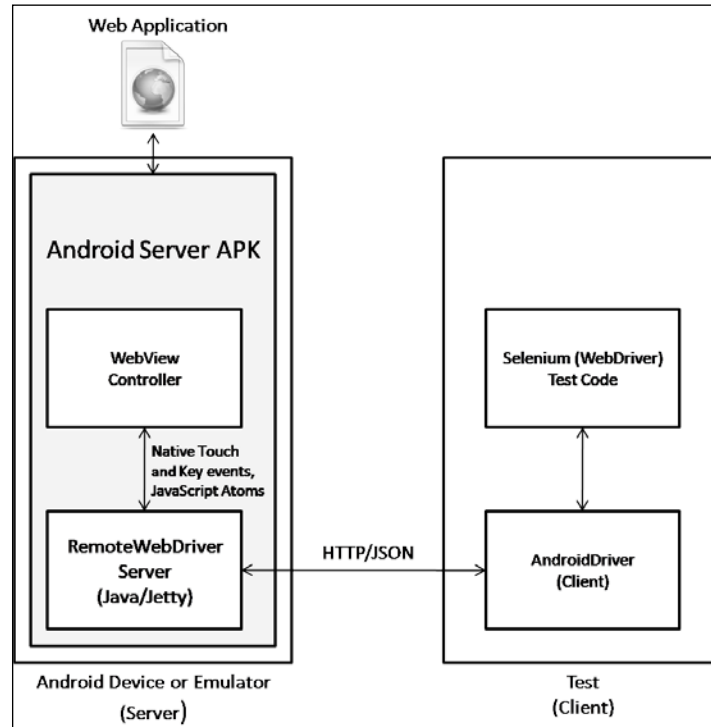 Web Application
Android Server APK
WebView
Controller
Native Touch
and Key events,
JavaScript Atoms
RemoteWebDriver
Server
(Java/Jetty)
Android Device or Emulator
(Server)
HTTP/JSON
Selenium (WebDriver)
Test Code
AndroidDriver
(Client)
Test
(Client)